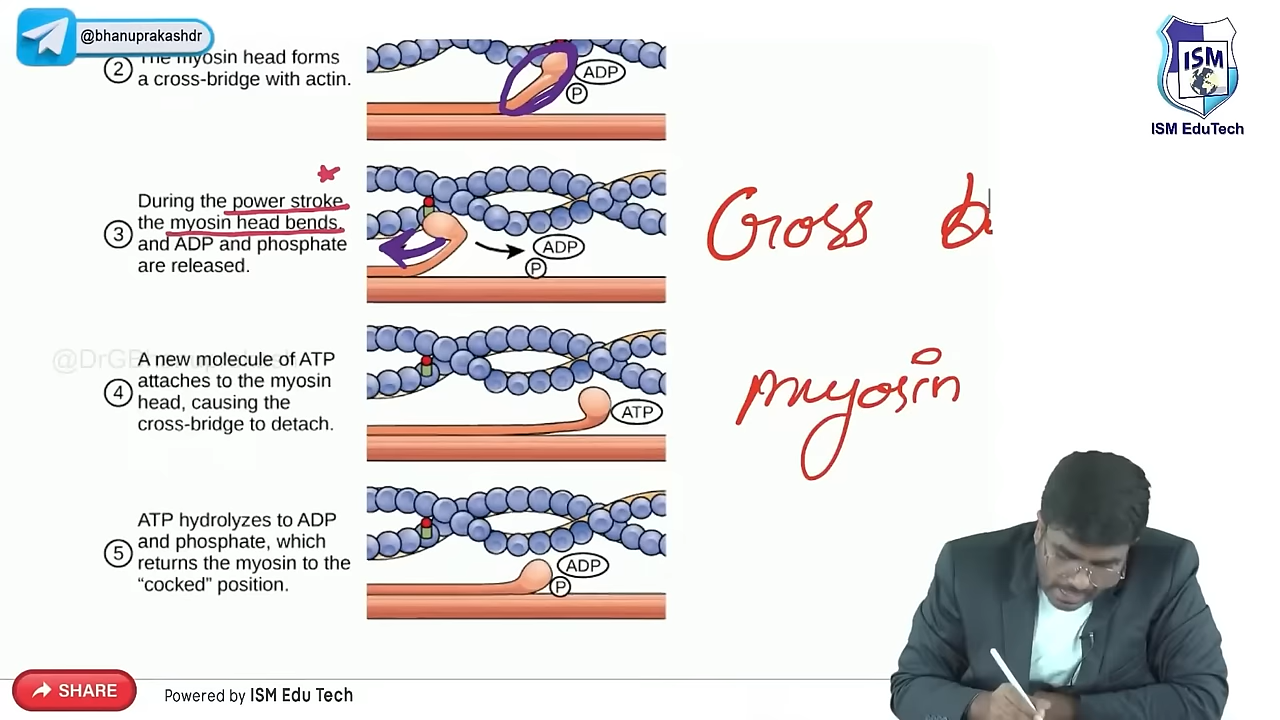 @bhanuprakashdr
ISM
ISM EduTech
2
The myosin head forms
a cross-bridge with actin.
ADP
P
3
During the power stroke,
the myosin head bends,
and ADP and phosphate
are released.
ADP
P
Cross
4
A new molecule of ATP
attaches to the myosin
head, causing the
cross-bridge to detach.
ATP
myosin
5
ATP hydrolyzes to ADP
and phosphate, which
returns the myosin to the
“cocked” position.
ADP
P
SHARE
Powered by ISM Edu Tech